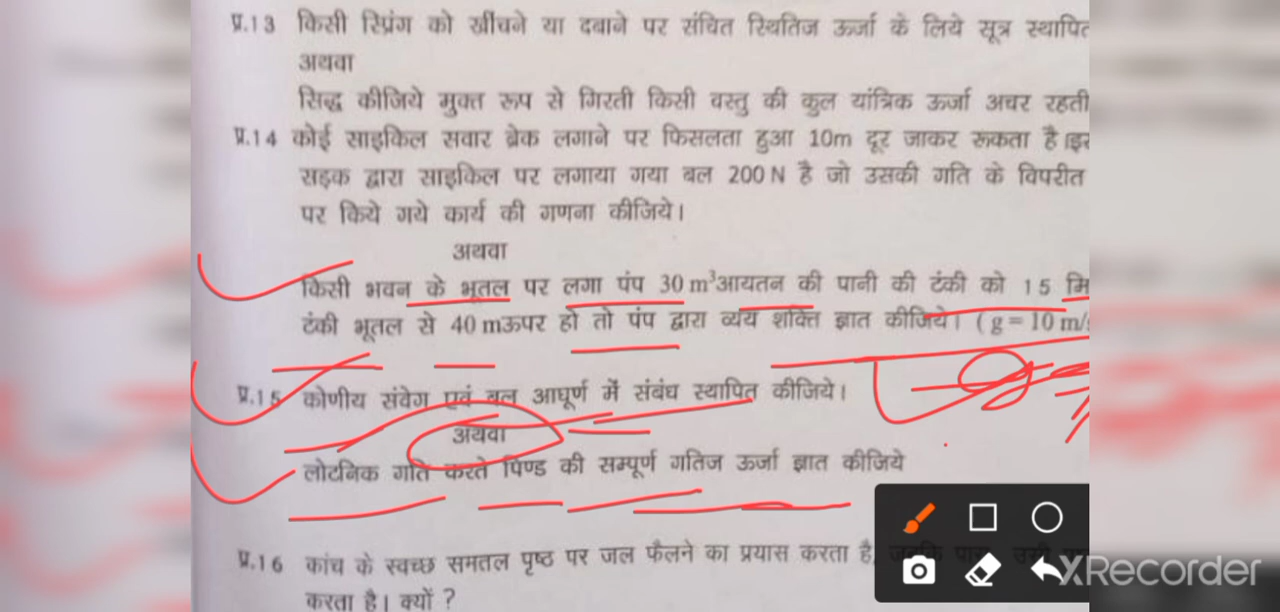 प्र.13 किसी स्प्रिंग को खींचने या दबाने पर संचित स्थितिज ऊर्जा के लिये सूत्र स्थापित
अथवा
सिद्ध कीजिये मुक्त रूप से गिरती किसी वस्तु की कुल यांत्रिक ऊर्जा अचर रहती
प्र.14 कोई साइकिल सवार ब्रेक लगाने पर फिसलता हुआ 10m दूर जाकर रूकता है।
सड़क द्वारा साइकिल पर लगाया गया बल 200 N है जो उसकी गति के विपरीत
पर किये गये कार्य की गणना कीजिये।
अथवा
किसी भवन के भूतल पर लगा पंप 30 m³आयतन की पानी की टंकी को 15 मि
टंकी भूतल से 40 mऊपर हो तो पंप द्वारा व्यय शक्ति ज्ञात कीजिये। ( g = 10 m/
प्र.15 कोणीय संवेग एवं बल आघूर्ण में संबंध स्थापित कीजिये।
अथवा
लोटनिक गति करते पिण्ड की सम्पूर्ण गतिज ऊर्जा ज्ञात कीजिये
प्र.16 कांच के स्वच्छ समतल पृष्ठ पर जल फैलने का प्रयास करता है,
करता है। क्यों ?
XRecorder